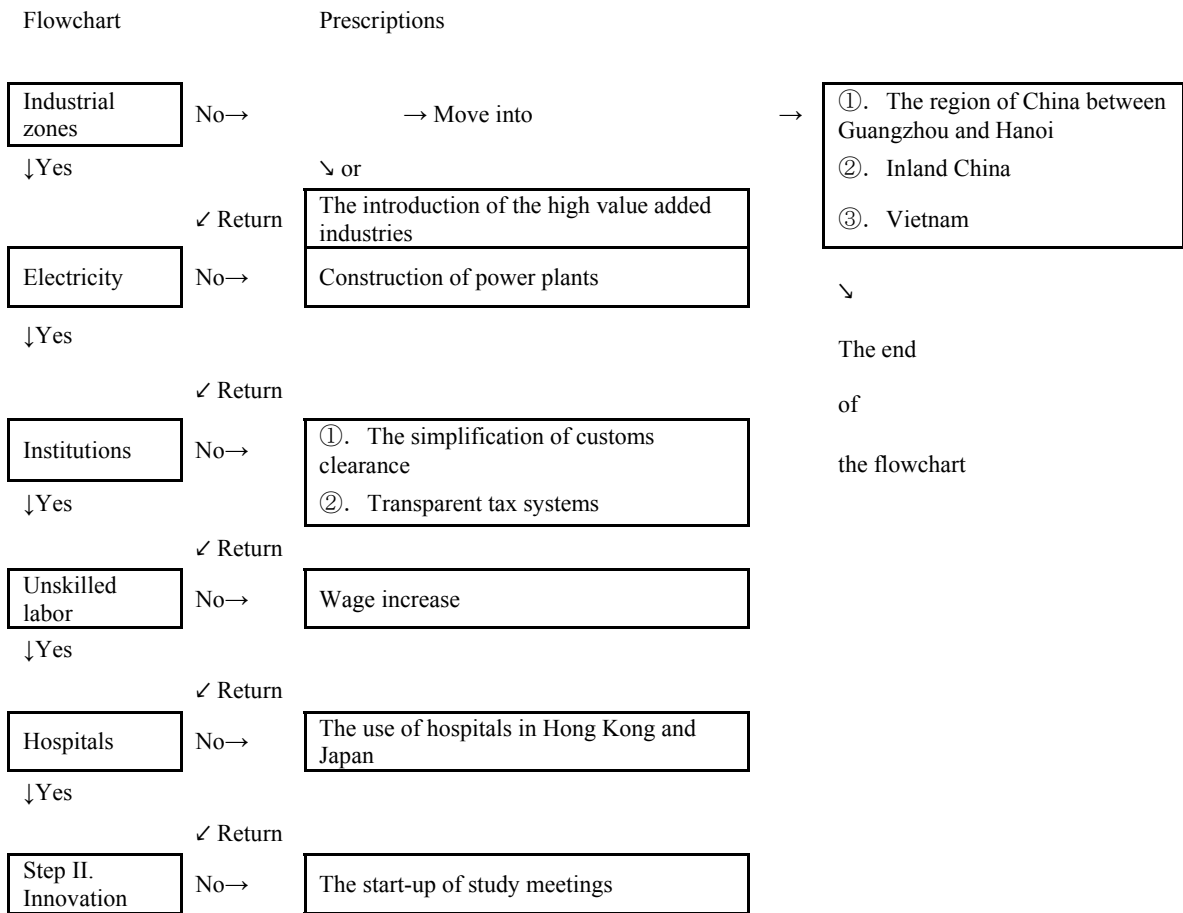 Flowchart Prescriptions
Industrial
zones
No→ → Move into →
①. The region of China between
Guangzhou and Hanoi
②. Inland China
③. Vietnam
↓Yes ↘ or
↙ Return
The introduction of the high value added
industries
Electricity No→ Construction of power plants
↘
↓Yes
The end
of
the flowchart
↙ Return
Institutions No→
①. The simplification of customs
clearance
②. Transparent tax systems
↓Yes
↙ Return
Unskilled
labor
No→ Wage increase
↓Yes
↙ Return
Hospitals No→
The use of hospitals in Hong Kong and
Japan
↓Yes
↙ Return
Step II.
Innovation
No→ The start-up of study meetings